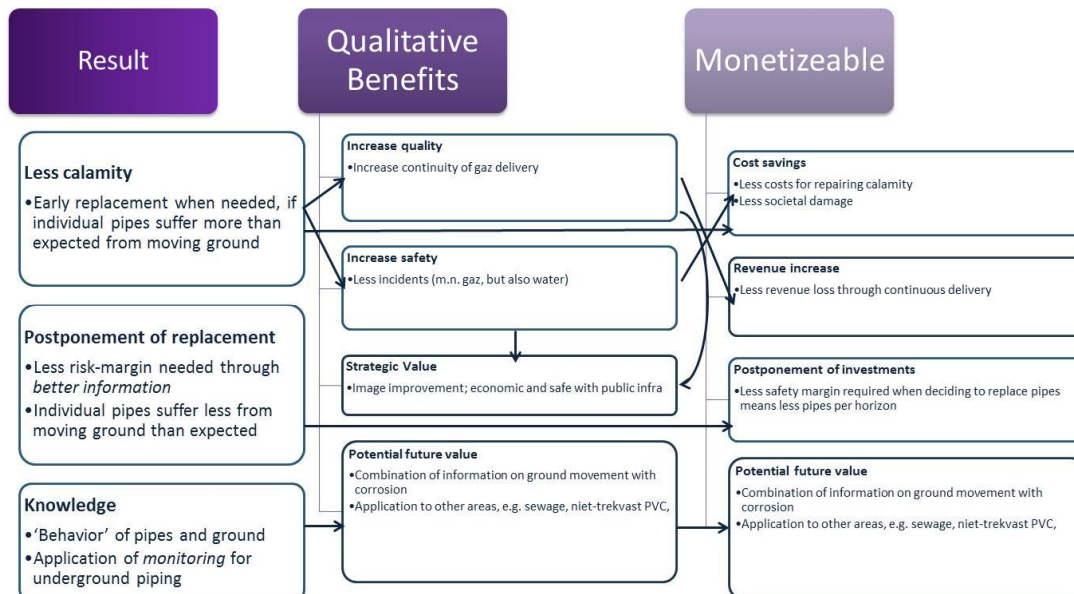 Result
Qualitative
Benefits
Monetizeable
Less calamity
•Early replacement when needed, if
individual pipes suffer more than
expected from moving ground
Postponement of replacement
•Less risk-margin needed through
better information
•Individual pipes suffer less from
moving ground than expected
Knowledge
•‘Behavior’ of pipes and ground
•Application of monitoring for
underground piping
Increase quality
•Increase continuity of gaz delivery
Increase safety
•Less incidents (m.n. gaz, but also water)
Strategic Value
•Image improvement; economic and safe with public infra
Potential future value
•Combination of information on ground movement with
corrosion
•Application to other areas, e.g. sewage, niet-trekvast PVC,
Cost savings
•Less costs for repairing calamity
•Less societal damage
Revenue increase
•Less revenue loss through continuous delivery
Postponement of investments
•Less safety margin required when deciding to replace pipes
means less pipes per horizon
Potential future value
•Combination of information on ground movement with
corrosion
•Application to other areas, e.g. sewage, niet-trekvast PVC,